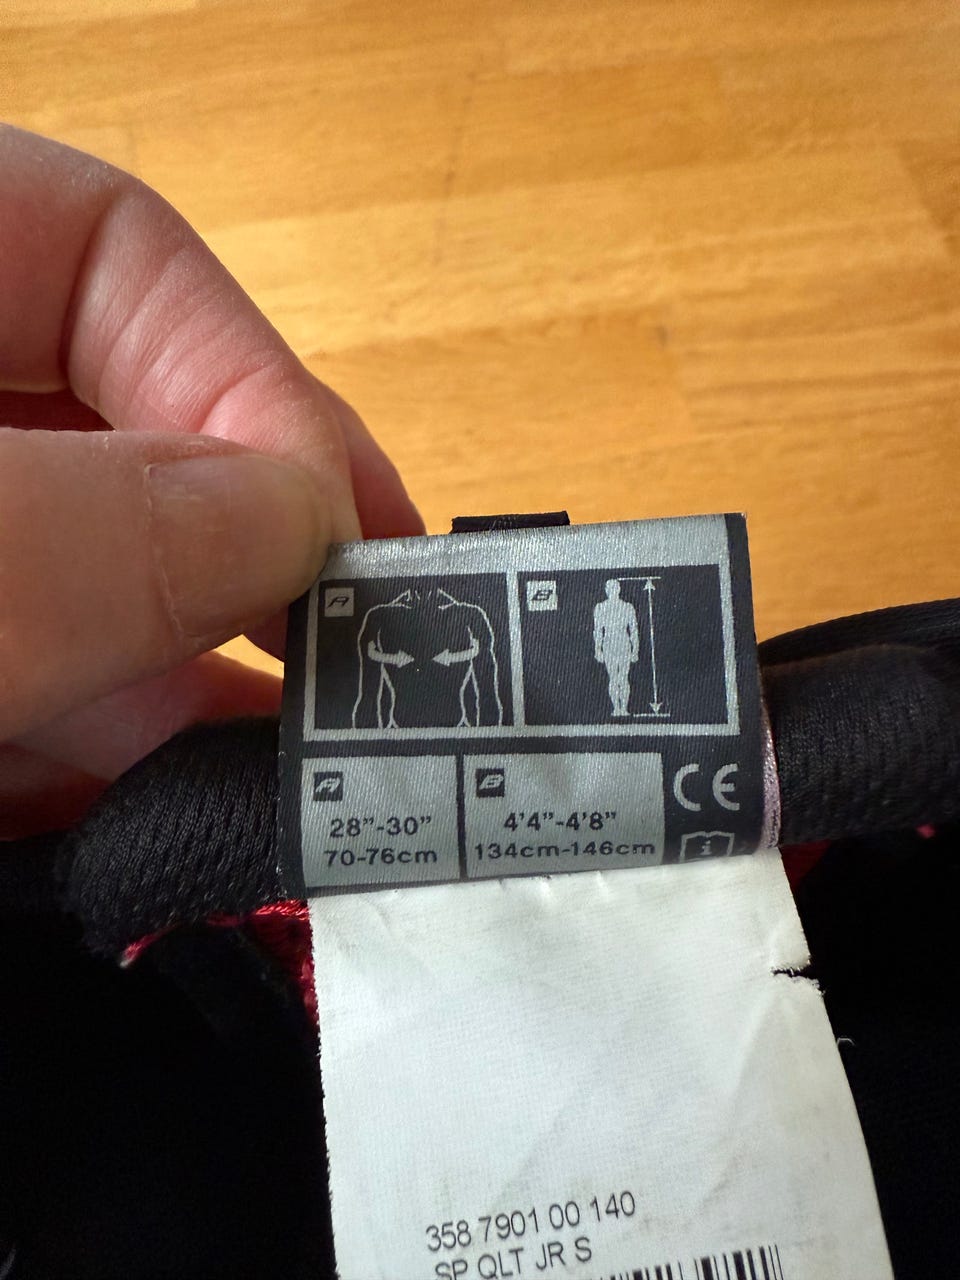 A
B
A
28"-30"
70-76cm
B
4'4"-4'8"
134cm-146cm
CE
i
358 7901 00 140
SP QLT JR S